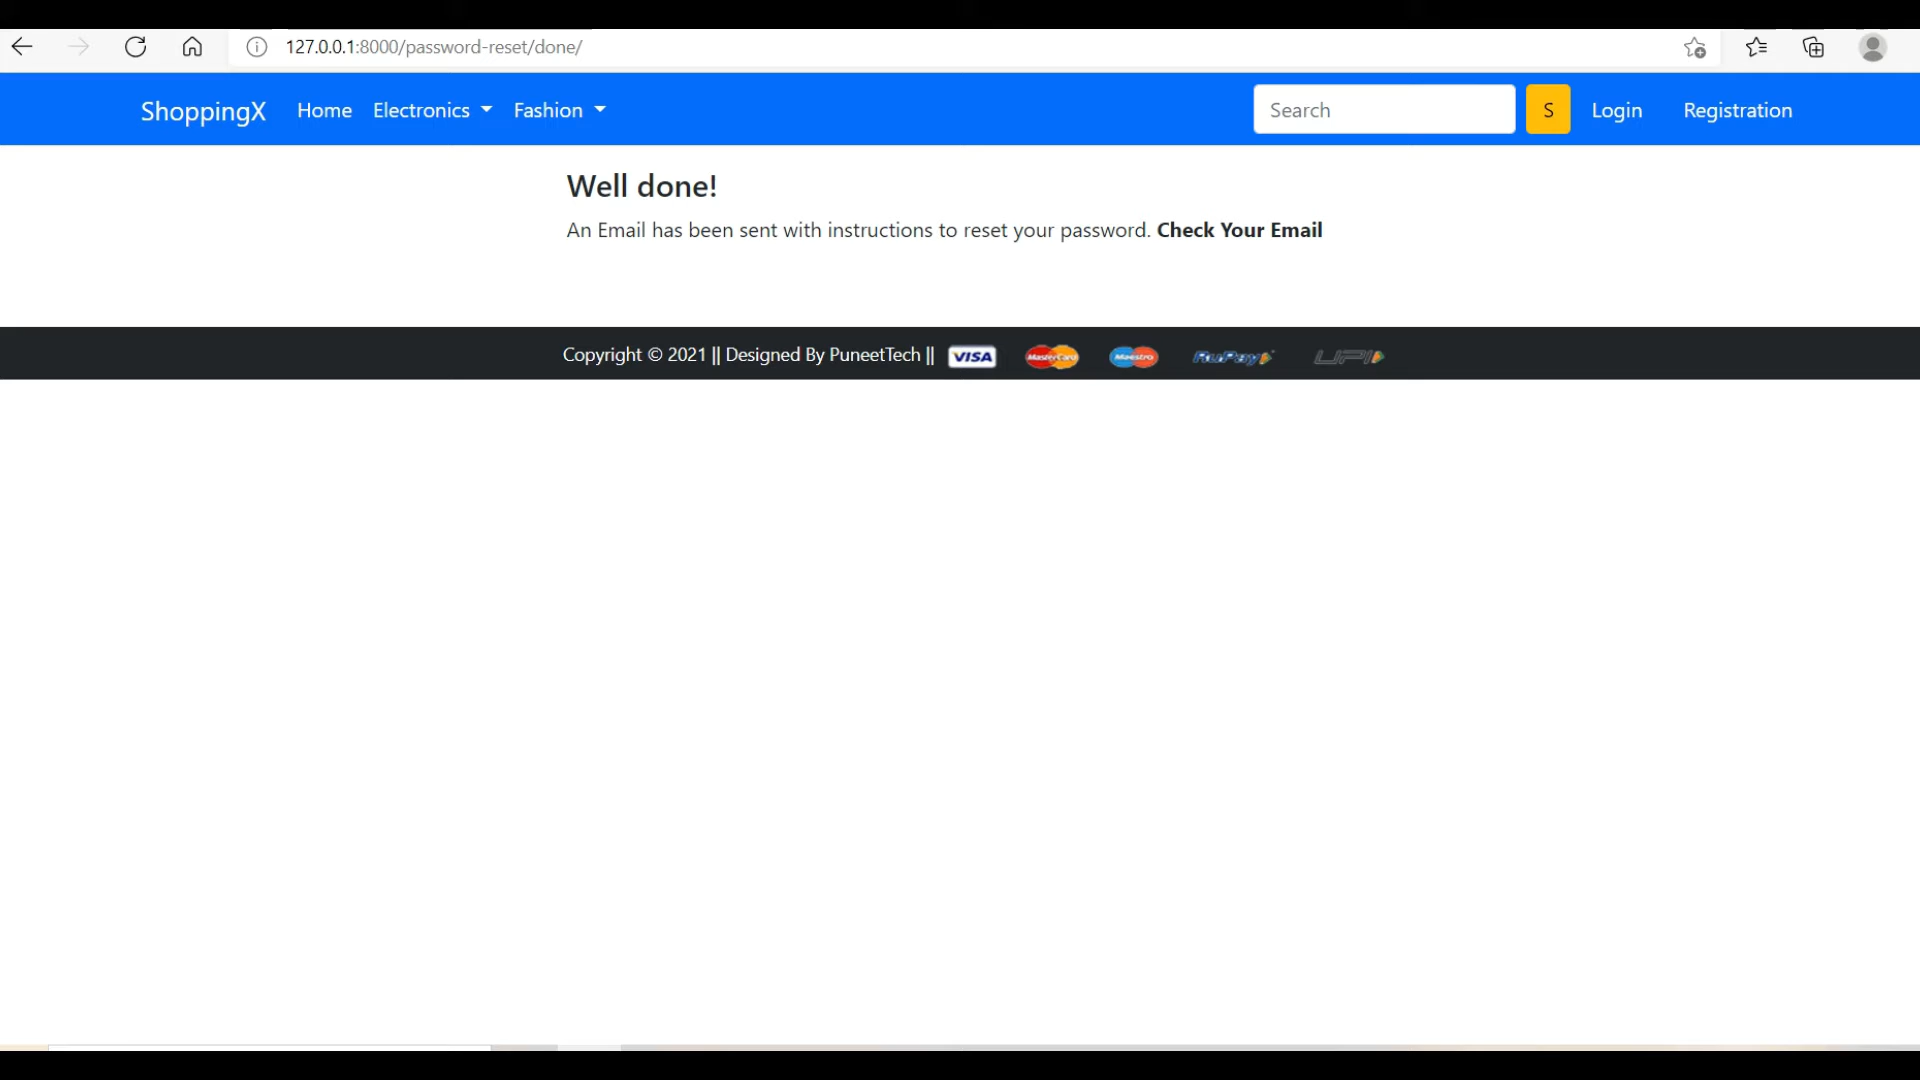 127.0.0.1:8000/password-reset/done/
ShoppingX Home Electronics Fashion Search S Login Registration
Well done!
An Email has been sent with instructions to reset your password. Check Your Email
Copyright © 2021 || Designed By PuneetTech || VISA MasterCard Maestro RuPay UPI